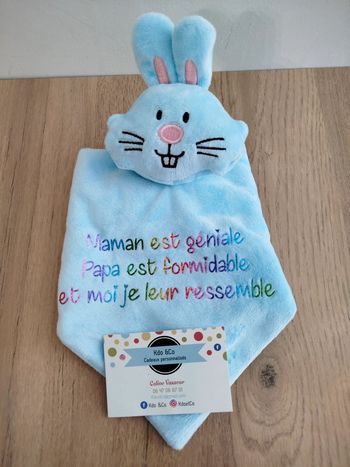 Maman est géniale
Papa est formidable
et moi je leur ressemble
Kdo &Co
Cadeaux personnalisés
Kdo &Co KdoetCo